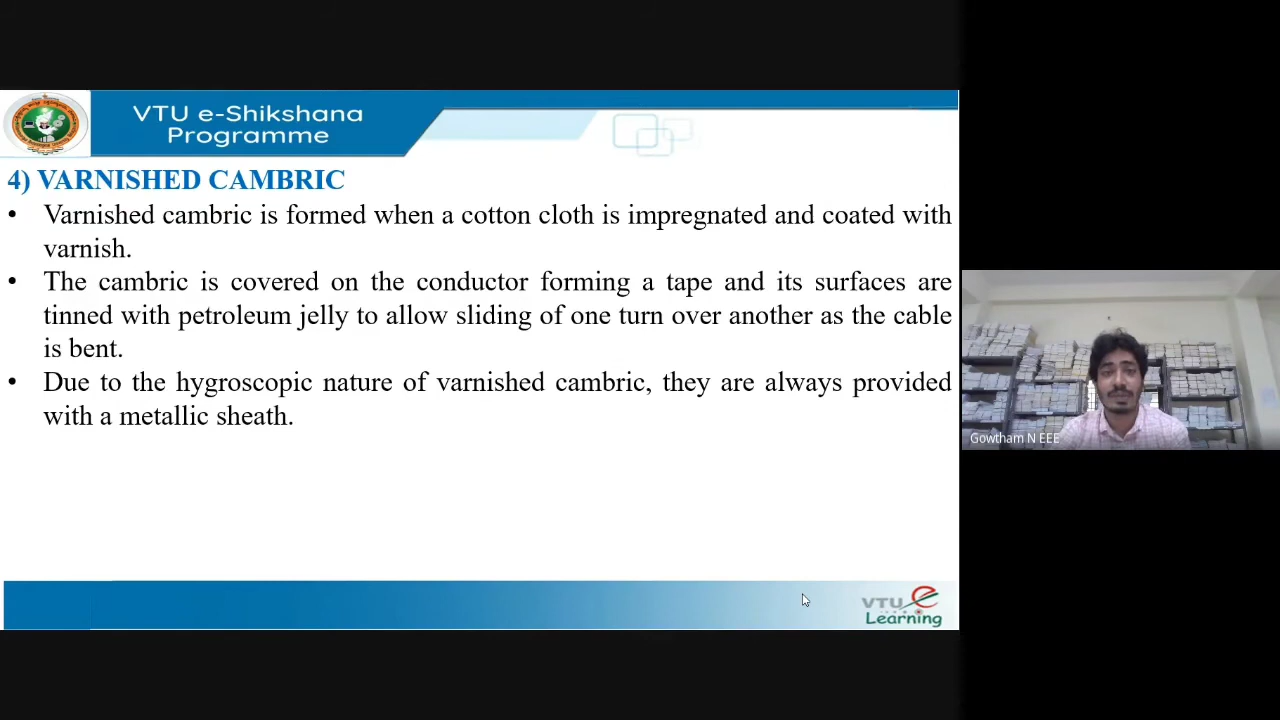 VTU e-Shikshana
Programme
4) VARNISHED CAMBRIC
• Varnished cambric is formed when a cotton cloth is impregnated and coated with
varnish.
• The cambric is covered on the conductor forming a tape and its surfaces are
tinned with petroleum jelly to allow sliding of one turn over another as the cable
is bent.
• Due to the hygroscopic nature of varnished cambric, they are always provided
with a metallic sheath.
Gowtham N EEE
VTU e
Learning